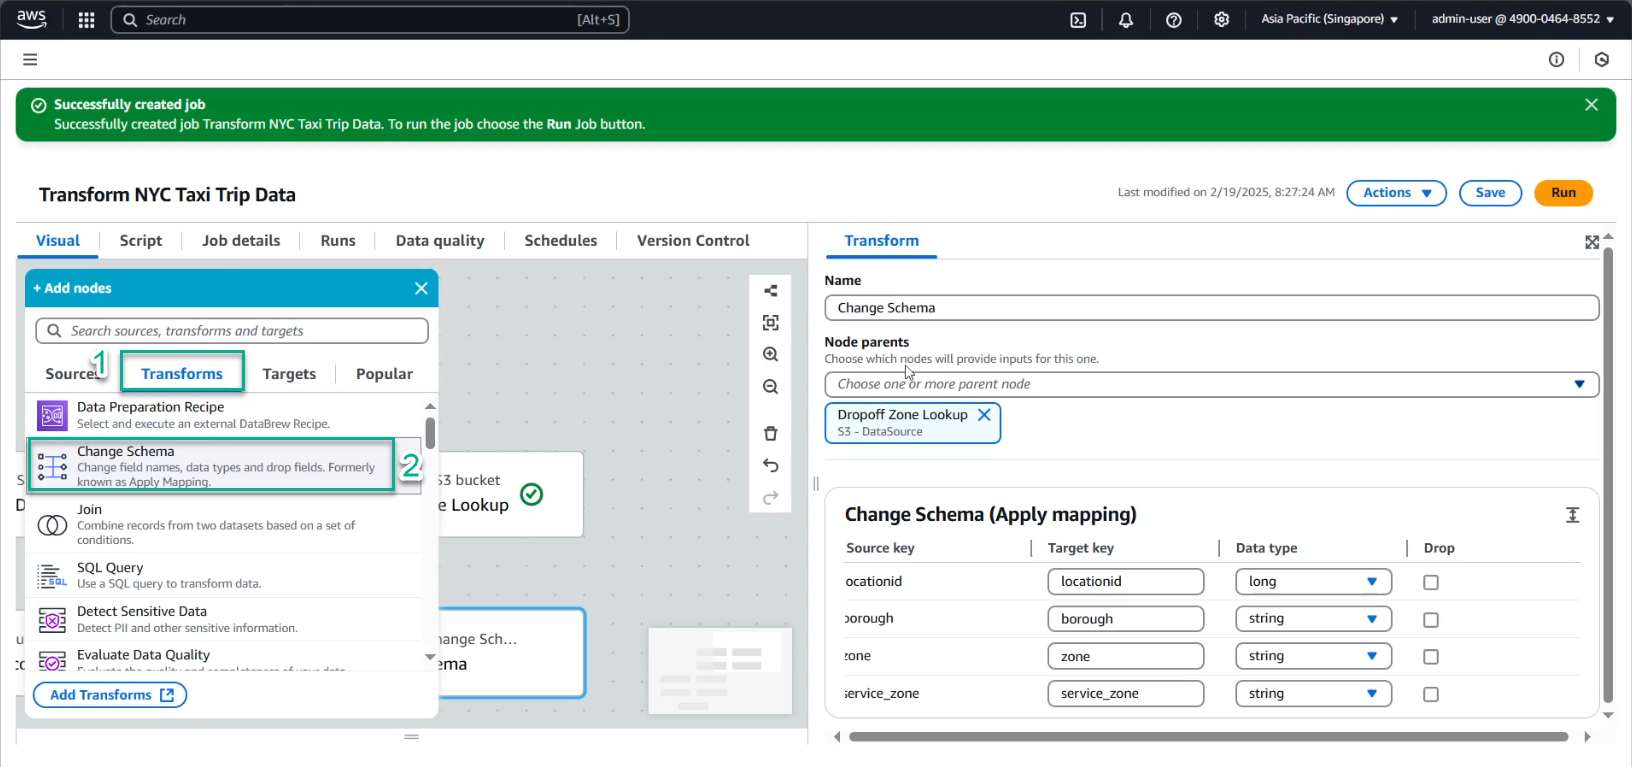 aws
Search
[Alt+S]
Asia Pacific (Singapore)
admin-user @ 4900-0464-8552
Successfully created job
Successfully created job Transform NYC Taxi Trip Data. To run the job choose the Run Job button.
Transform NYC Taxi Trip Data
Last modified on 2/19/2025, 8:27:24 AM
Actions
Save
Run
Visual
Script
Job details
Runs
Data quality
Schedules
Version Control
+ Add nodes
Search sources, transforms and targets
Sources
1
Transforms
Targets
Popular
Data Preparation Recipe
Select and execute an external DataBrew Recipe.
Change Schema
Change field names, data types and drop fields. Formerly
known as Apply Mapping.
2
Join
Combine records from two datasets based on a set of
conditions.
SQL Query
Use a SQL query to transform data.
Detect Sensitive Data
Detect PII and other sensitive information.
Evaluate Data Quality
Add Transforms
S3 bucket
e Lookup
hange Sch...
ema
Transform
Name
Change Schema
Node parents
Choose which nodes will provide inputs for this one.
Choose one or more parent node
Dropoff Zone Lookup
S3 - DataSource
Change Schema (Apply mapping)
Source key
Target key
Data type
Drop
locationid
locationid
long
borough
borough
string
zone
zone
string
service_zone
service_zone
string